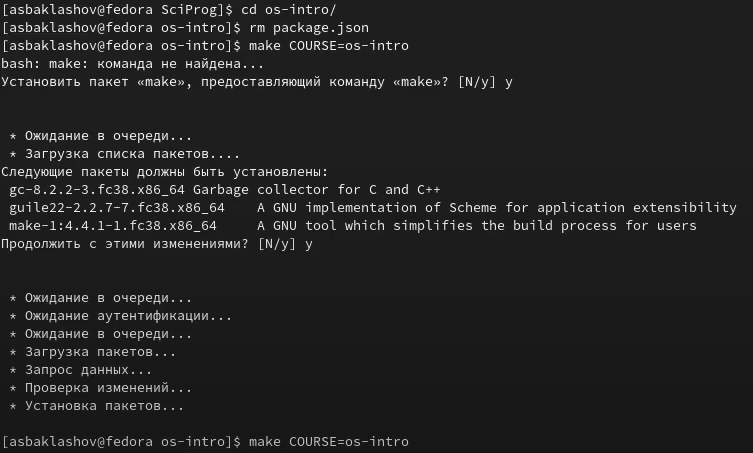 [asbaklashov@fedora SciProg]$ cd os-intro/
[asbaklashov@fedora os-intro]$ rm package.json
[asbaklashov@fedora os-intro]$ make COURSE=os-intro
bash: make: команда не найдена...
Установить пакет «make», предоставляющий команду «make»? [N/y] y
* Ожидание в очереди...
* Загрузка списка пакетов....
Следующие пакеты должны быть установлены:
gc-8.2.2-3.fc38.x86_64 Garbage collector for C and C++
guile22-2.2.7-7.fc38.x86_64    A GNU implementation of Scheme for application extensibility
make-1:4.4.1-1.fc38.x86_64     A GNU tool which simplifies the build process for users
Продолжить с этими изменениями? [N/y] y
* Ожидание в очереди...
* Ожидание аутентификации...
* Ожидание в очереди...
* Загрузка пакетов...
* Запрос данных...
* Проверка изменений...
* Установка пакетов...
[asbaklashov@fedora os-intro]$ make COURSE=os-intro